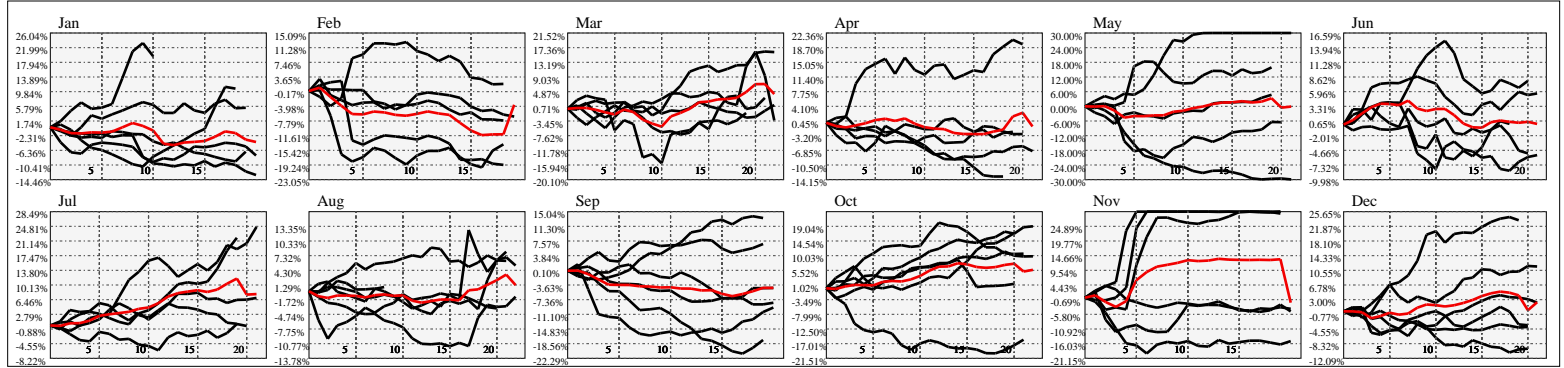 Jan Feb Mar Apr May Jun
26.04% 15.09% 21.52% 22.36% 30.00% 16.59%
21.99% 11.28% 17.36% 18.70% 24.00% 13.94%
17.94% 7.46% 13.19% 15.05% 18.00% 11.28%
13.89% 3.65% 9.03% 11.40% 12.00% 8.62%
9.84% -0.17% 4.87% 7.75% 6.00% 5.96%
5.79% -3.98% 0.71% 4.10% 0.00% 3.31%
1.74% -7.79% -3.45% 0.45% -6.00% 0.65%
-2.31% -11.61% -7.62% -3.20% -12.00% -2.01%
-6.36% -15.42% -11.78% -6.85% -18.00% -4.66%
-10.41% -19.24% -15.94% -10.50% -24.00% -7.32%
-14.46% -23.05% -20.10% -14.15% -30.00% -9.98%
5 10 15 5 10 15 5 10 15 20 5 10 15 20 5 10 15 5 10 15 20
Jul Aug Sep Oct Nov Dec
28.49% 15.04% 25.65%
24.81% 13.35% 11.30% 19.04% 24.89% 21.87%
21.14% 10.33% 7.57% 14.54% 19.77% 18.10%
17.47% 7.32% 3.84% 10.03% 14.66% 14.33%
13.80% 4.30% 0.10% 5.52% 9.54% 10.55%
10.13% 1.29% -3.63% 1.02% 4.43% 6.78%
6.46% -1.72% -7.36% -3.49% -0.69% 3.00%
2.79% -4.74% -11.10% -7.99% -5.80% -0.77%
-0.88% -7.75% -14.83% -12.50% -10.92% -4.55%
-4.55% -10.77% -18.56% -17.01% -16.03% -8.32%
-8.22% -13.78% -22.29% -21.51% -21.15% -12.09%
5 10 15 20 5 10 15 20 5 10 15 5 10 15 20 5 10 15 5 10 15 20